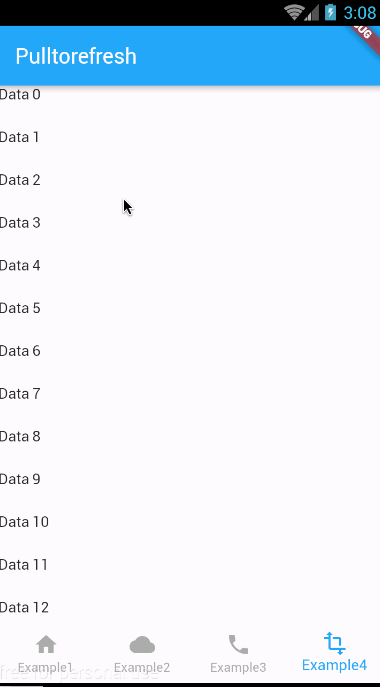 3:08
Pulltorefresh
Data 0
Data 1
Data 2
Data 3
Data 4
Data 5
Data 6
Data 7
Data 8
Data 9
Data 10
Data 11
Data 12
Example1 Example2 Example3 Example4
free for personal use